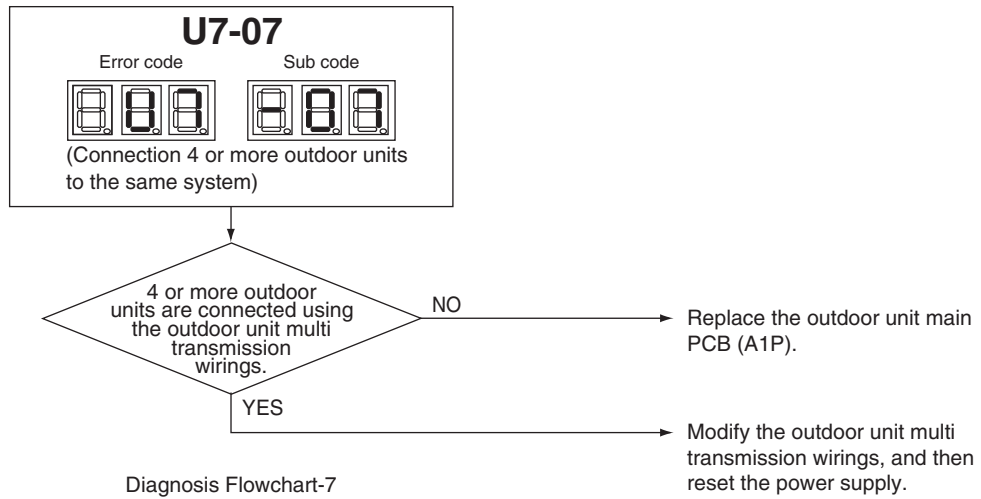 U7-07
Error code
Sub code
U7
-07
(Connection 4 or more outdoor units
to the same system)
4 or more outdoor
units are connected using
the outdoor unit multi
transmission
wirings.
NO
Replace the outdoor unit main
PCB (A1P).
YES
Modify the outdoor unit multi
transmission wirings, and then
reset the power supply.
Diagnosis Flowchart-7